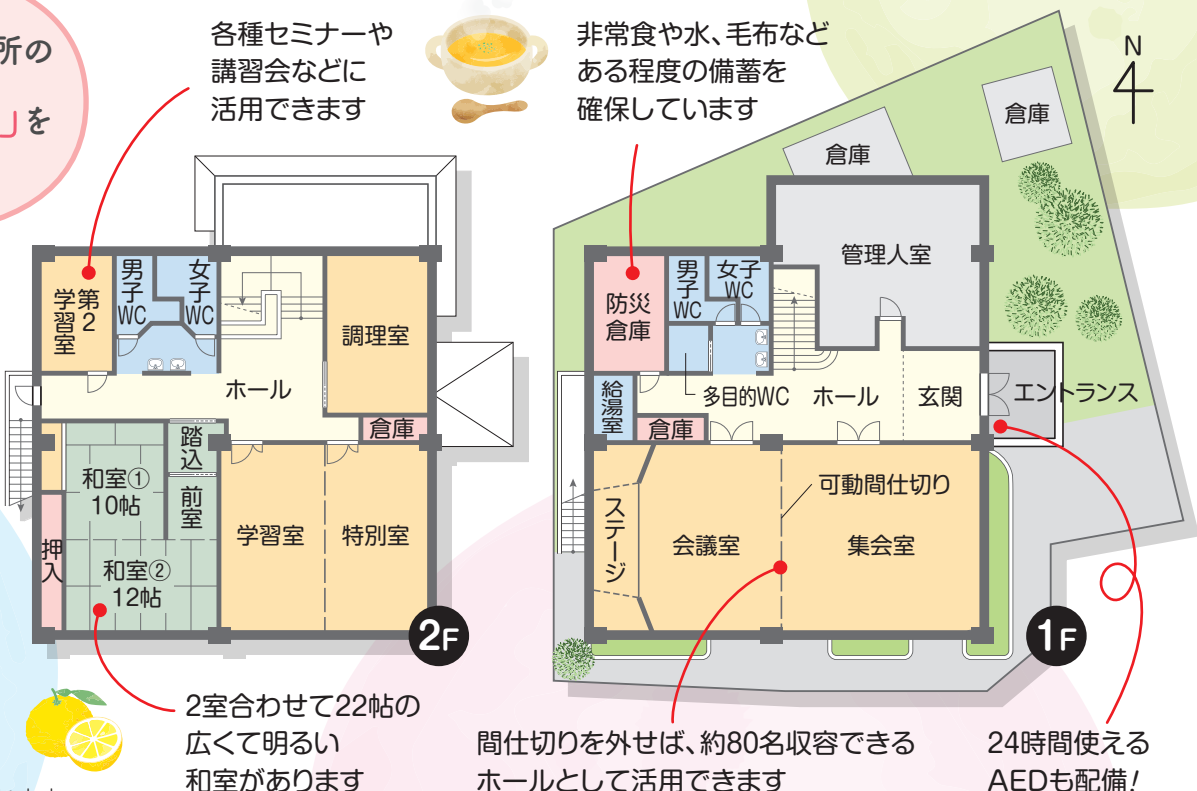 所の
」を
各種セミナーや
講習会などに
活用できます
非常食や水、毛布など
ある程度の備蓄を
確保しています
N
倉庫
倉庫
第2
学習室
男子
WC
女子
WC
調理室
ホール
倉庫
踏込
前室
和室①
10帖
和室②
12帖
押入
学習室
特別室
2F
管理人室
防災
倉庫
男子
WC
女子
WC
給湯室
多目的WC
ホール
玄関
エントランス
倉庫
可動間仕切り
ステージ
会議室
集会室
1F
2室合わせて22帖の
広くて明るい
和室があります
間仕切りを外せば、約80名収容できる
ホールとして活用できます
24時間使える
AEDも配備!